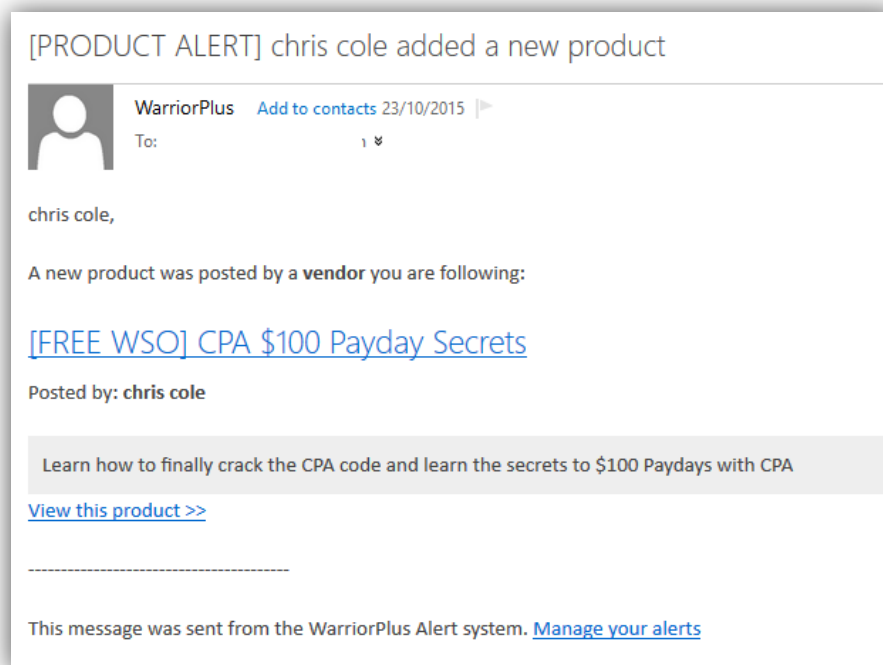 [PRODUCT ALERT] chris cole added a new product
WarriorPlus Add to contacts 23/10/2015
To:
chris cole,
A new product was posted by a vendor you are following:
[FREE WSO] CPA $100 Payday Secrets
Posted by: chris cole
Learn how to finally crack the CPA code and learn the secrets to $100 Paydays with CPA
View this product >>
----------------------------------------
This message was sent from the WarriorPlus Alert system. Manage your alerts